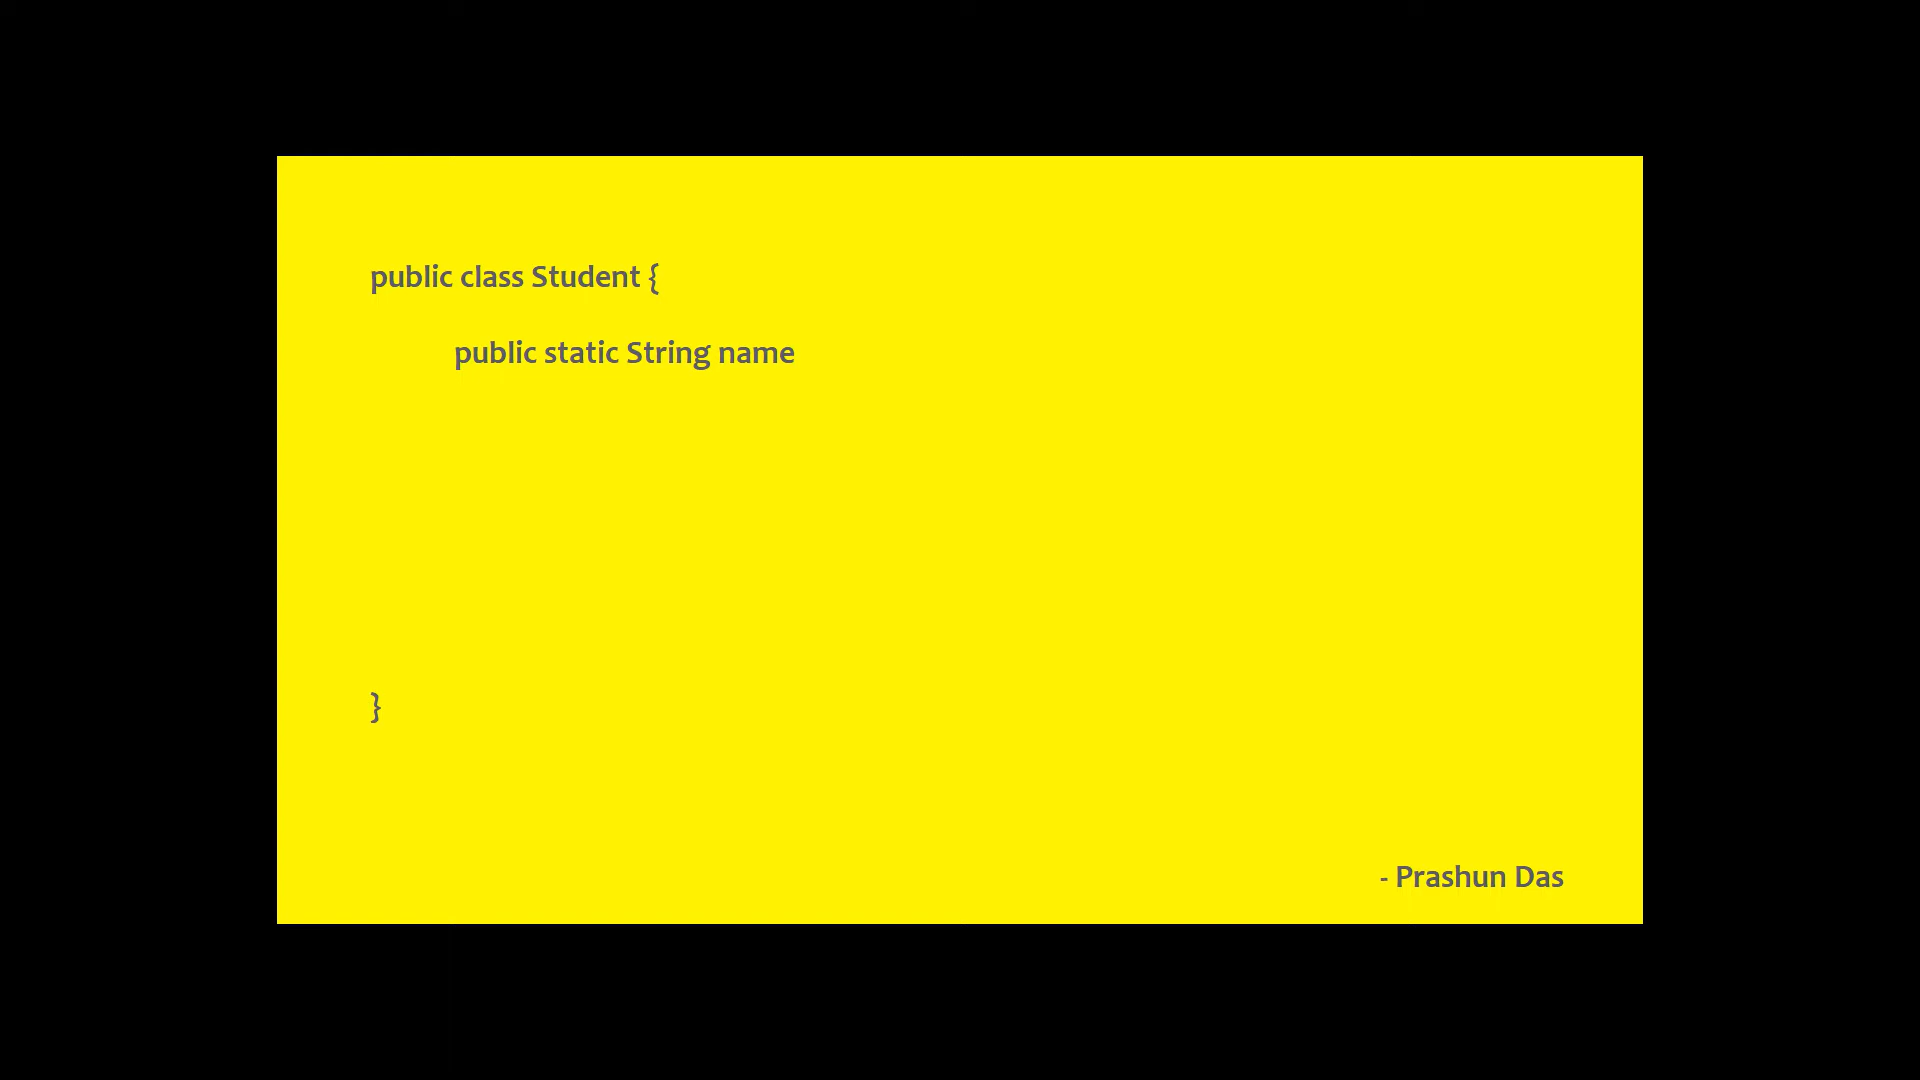 public class Student {
public static String name
}
- Prashun Das